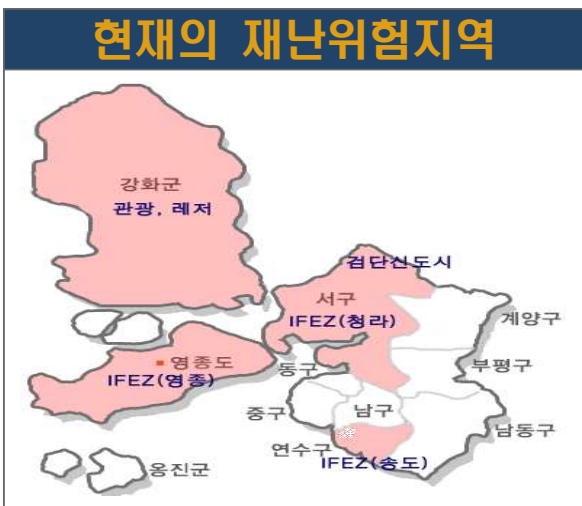 현재의 재난위험지역
강화군
관광, 레저
검단신도시
서구
IFEZ(청라)
계양구
영종도
IFEZ(영종)
동구
부평구
중구
남구
남동구
연수구
IFEZ(송도)
옹진군